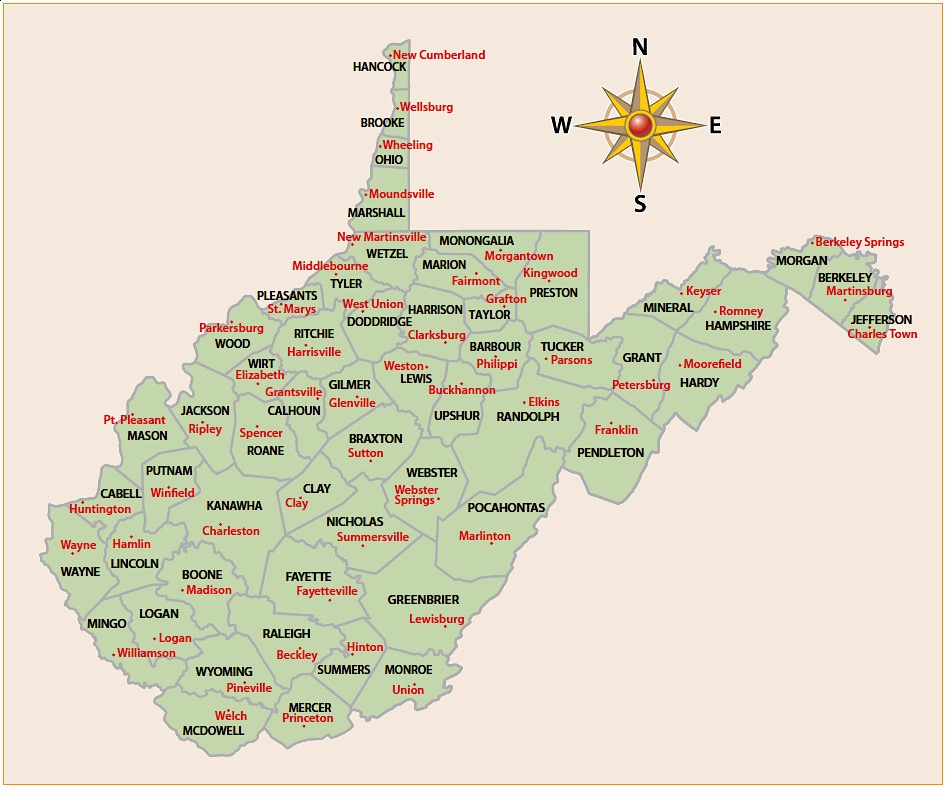 N
New Cumberland
HANCOCK
Wellsburg
W
E
BROOKE
Wheeling
OHIO
Moundsville
S
MARSHALL
New Martinsville
MONONGALIA
Berkeley Springs
WETZEL
Morgantown
MORGAN
Middlebourne
MARION
Kingwood
BERKELEY
TYLER
Fairmont
PRESTON
Keyser
Martinsburg
PLEASANTS
Grafton
MINERAL
St. Marys
West Union
HARRISON
TAYLOR
Romney
JEFFERSON
Parkersburg
DODDRIDGE
HAMPSHIRE
Charles Town
WOOD
RITCHIE
Clarksburg
BARBOUR
TUCKER
Harrisville
Philippi
Parsons
GRANT
Moorefield
WIRT
Weston
LEWIS
Petersburg
HARDY
Elizabeth
GILMER
Buckhannon
Grantsville
Glenville
Elkins
JACKSON
CALHOUN
UPSHUR
RANDOLPH
Pt. Pleasant
Ripley
Spencer
Franklin
MASON
BRAXTON
ROANE
Sutton
PENDLETON
PUTNAM
WEBSTER
CABELL
Winfield
CLAY
Webster
Springs
Huntington
KANAWHA
Clay
POCAHONTAS
NICHOLAS
Charleston
Summersville
Marlinton
Wayne
Hamlin
LINCOLN
WAYNE
BOONE
FAYETTE
Madison
Fayetteville
GREENBRIER
LOGAN
MINGO
Lewisburg
Logan
RALEIGH
Williamson
Beckley
Hinton
WYOMING
SUMMERS
MONROE
Pineville
Union
Welch
MERCER
Princeton
MCDOWELL